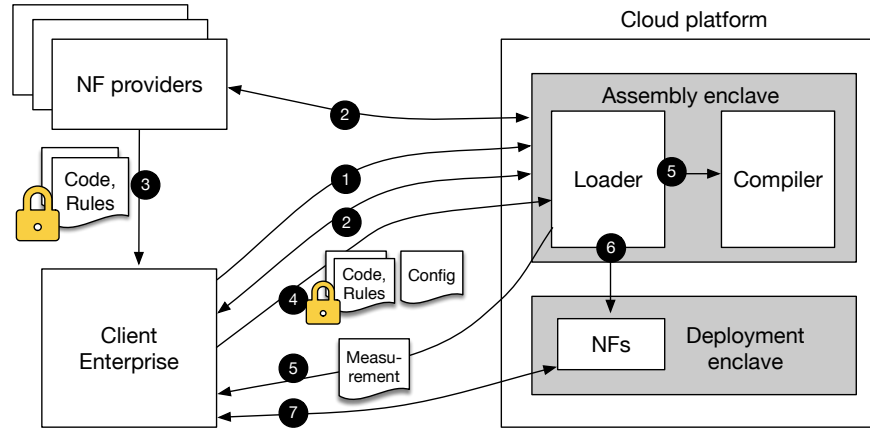 Cloud platform
NF providers
Assembly enclave
2
Code,
Rules
3
1
Loader
5
Compiler
2
6
4
Code,
Rules
Config
Client
Enterprise
NFs
Deployment
enclave
5
Measu-
rement
7